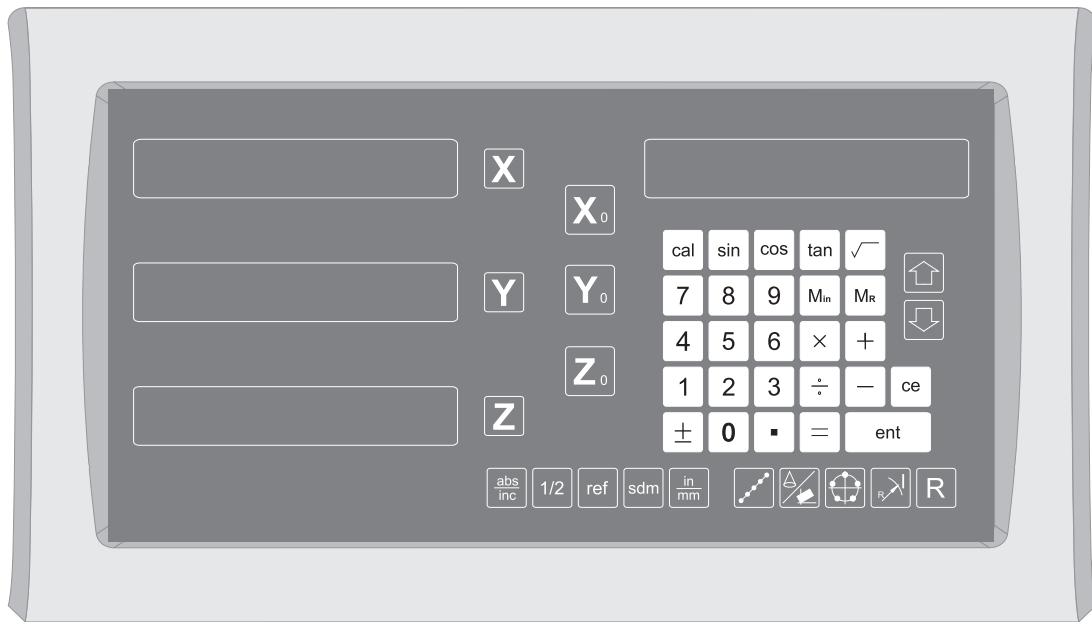 X
X0
Y
Y0
Z
Z0
cal sin cos tan √
7 8 9 Min MR
4 5 6 × +
1 2 3 ÷ − ce
± 0 . = ent
abs
inc
1/2 ref sdm
in
mm
R
R